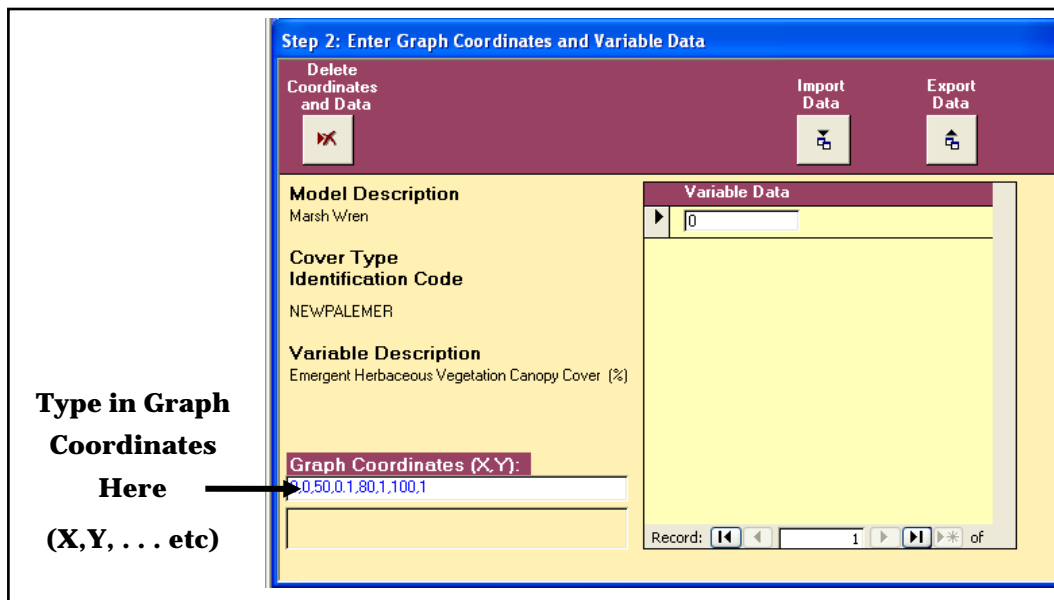 Step 2: Enter Graph Coordinates and Variable Data
Delete
Coordinates
and Data
Import
Data
Export
Data
Model Description
Marsh Wren
Cover Type
Identification Code
NEWPALEMER
Variable Description
Emergent Herbaceous Vegetation Canopy Cover (%)
Variable Data
0
Type in Graph
Coordinates
Here
(X,Y, . . . etc)
Graph Coordinates (X,Y):
0,0,50,0.1,80,1,100,1
Record: 1 of